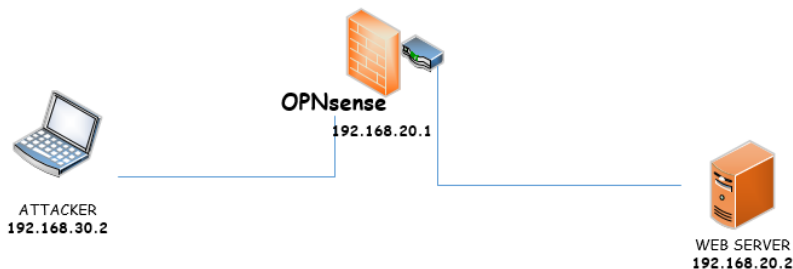 OPNsense
192.168.20.1
ATTACKER
192.168.30.2
WEB SERVER
192.168.20.2